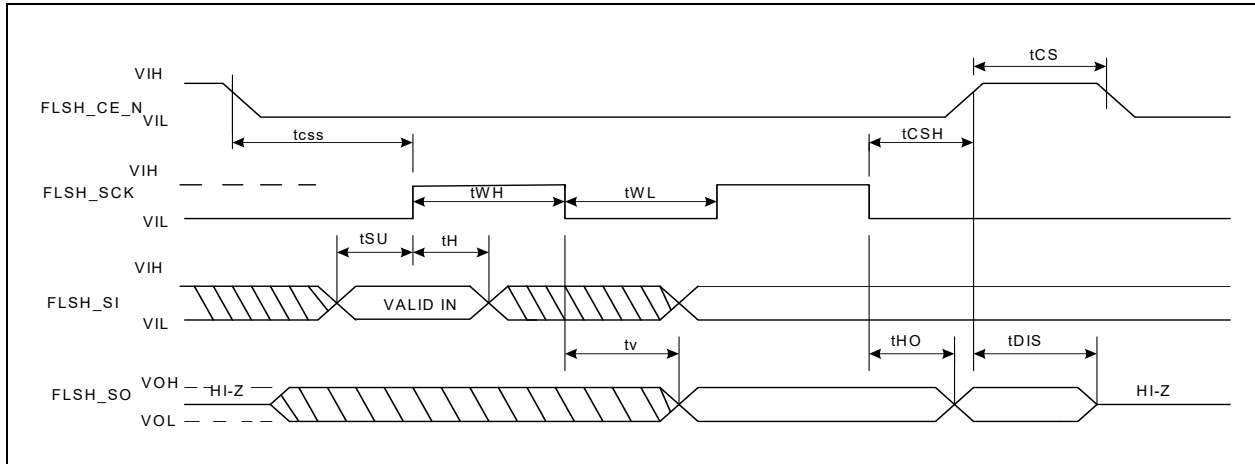 tCS
VIH
FLSH_CE_N
VIL
tcss
tCSH
VIH
FLSH_SCK
tWH
tWL
VIL
tSU
tH
VIH
FLSH_SI
VALID IN
VIL
tv
tHO
tDIS
VOH
FLSH_SO
HI-Z
HI-Z
VOL